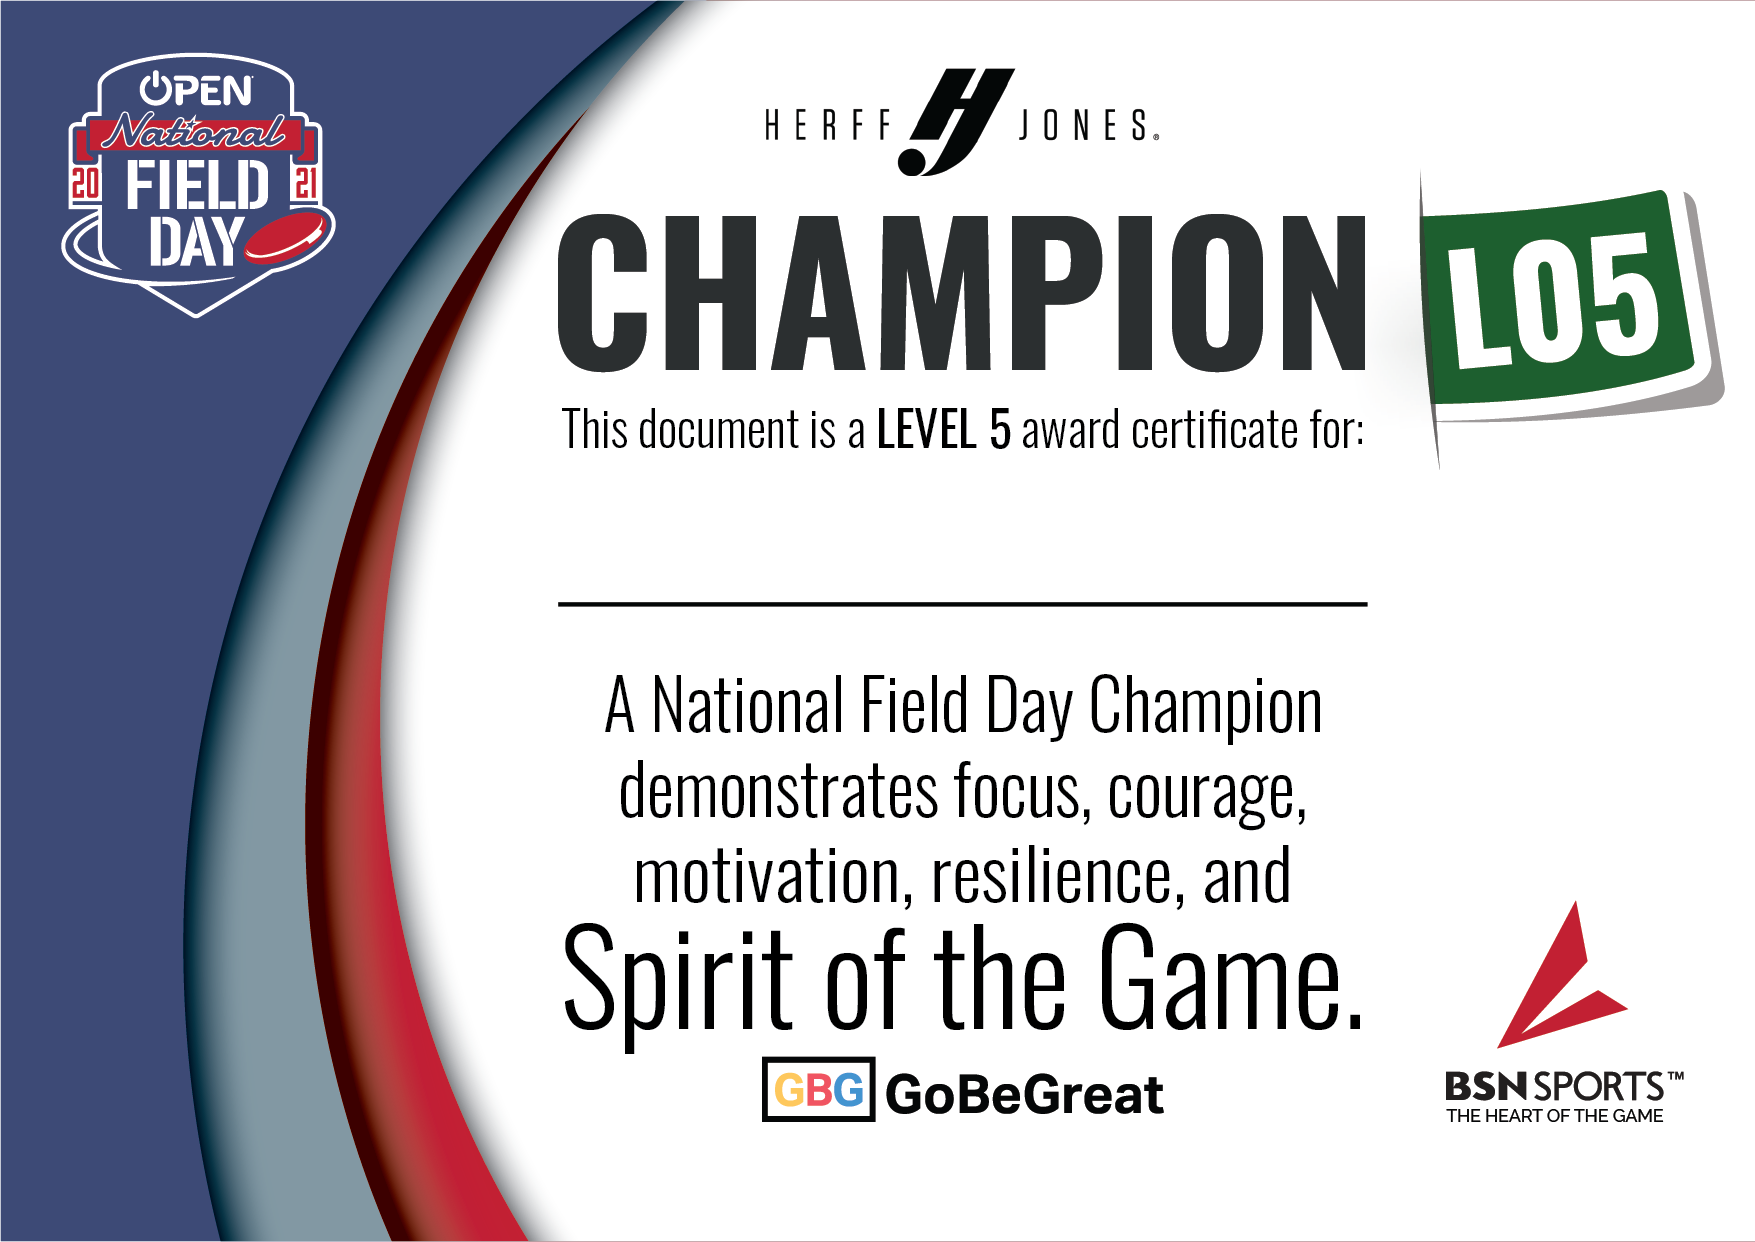 OPEN
National
20 FIELD 21
DAY
HERFF HJ JONES®
CHAMPION
L05
This document is a LEVEL 5 award certificate for:
A National Field Day Champion
demonstrates focus, courage,
motivation, resilience, and
Spirit of the Game.
GBG GoBeGreat
BSN SPORTS™
THE HEART OF THE GAME